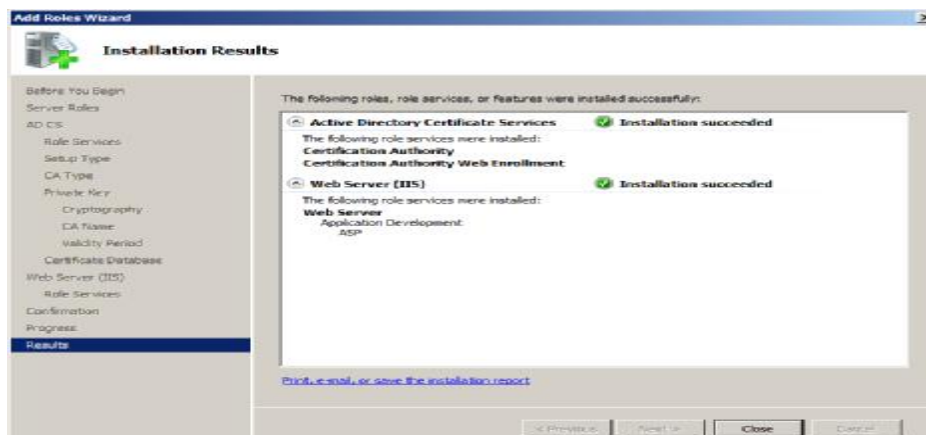 Add Roles Wizard
Installation Results
Before You Begin
Server Roles
AD CS
Role Services
Setup Type
CA Type
Private Key
Cryptography
CA Name
Validity Period
Certificate Database
Web Server (IIS)
Role Services
Confirmation
Progress
Results
The following roles, role services, or features were installed successfully:
Active Directory Certificate Services Installation succeeded
The following role services were installed:
Certification Authority
Certification Authority Web Enrollment
Web Server (IIS) Installation succeeded
The following role services were installed:
Web Server
Application Development
ASP
Print, e-mail, or save the installation report
< Previous Next > Close Cancel